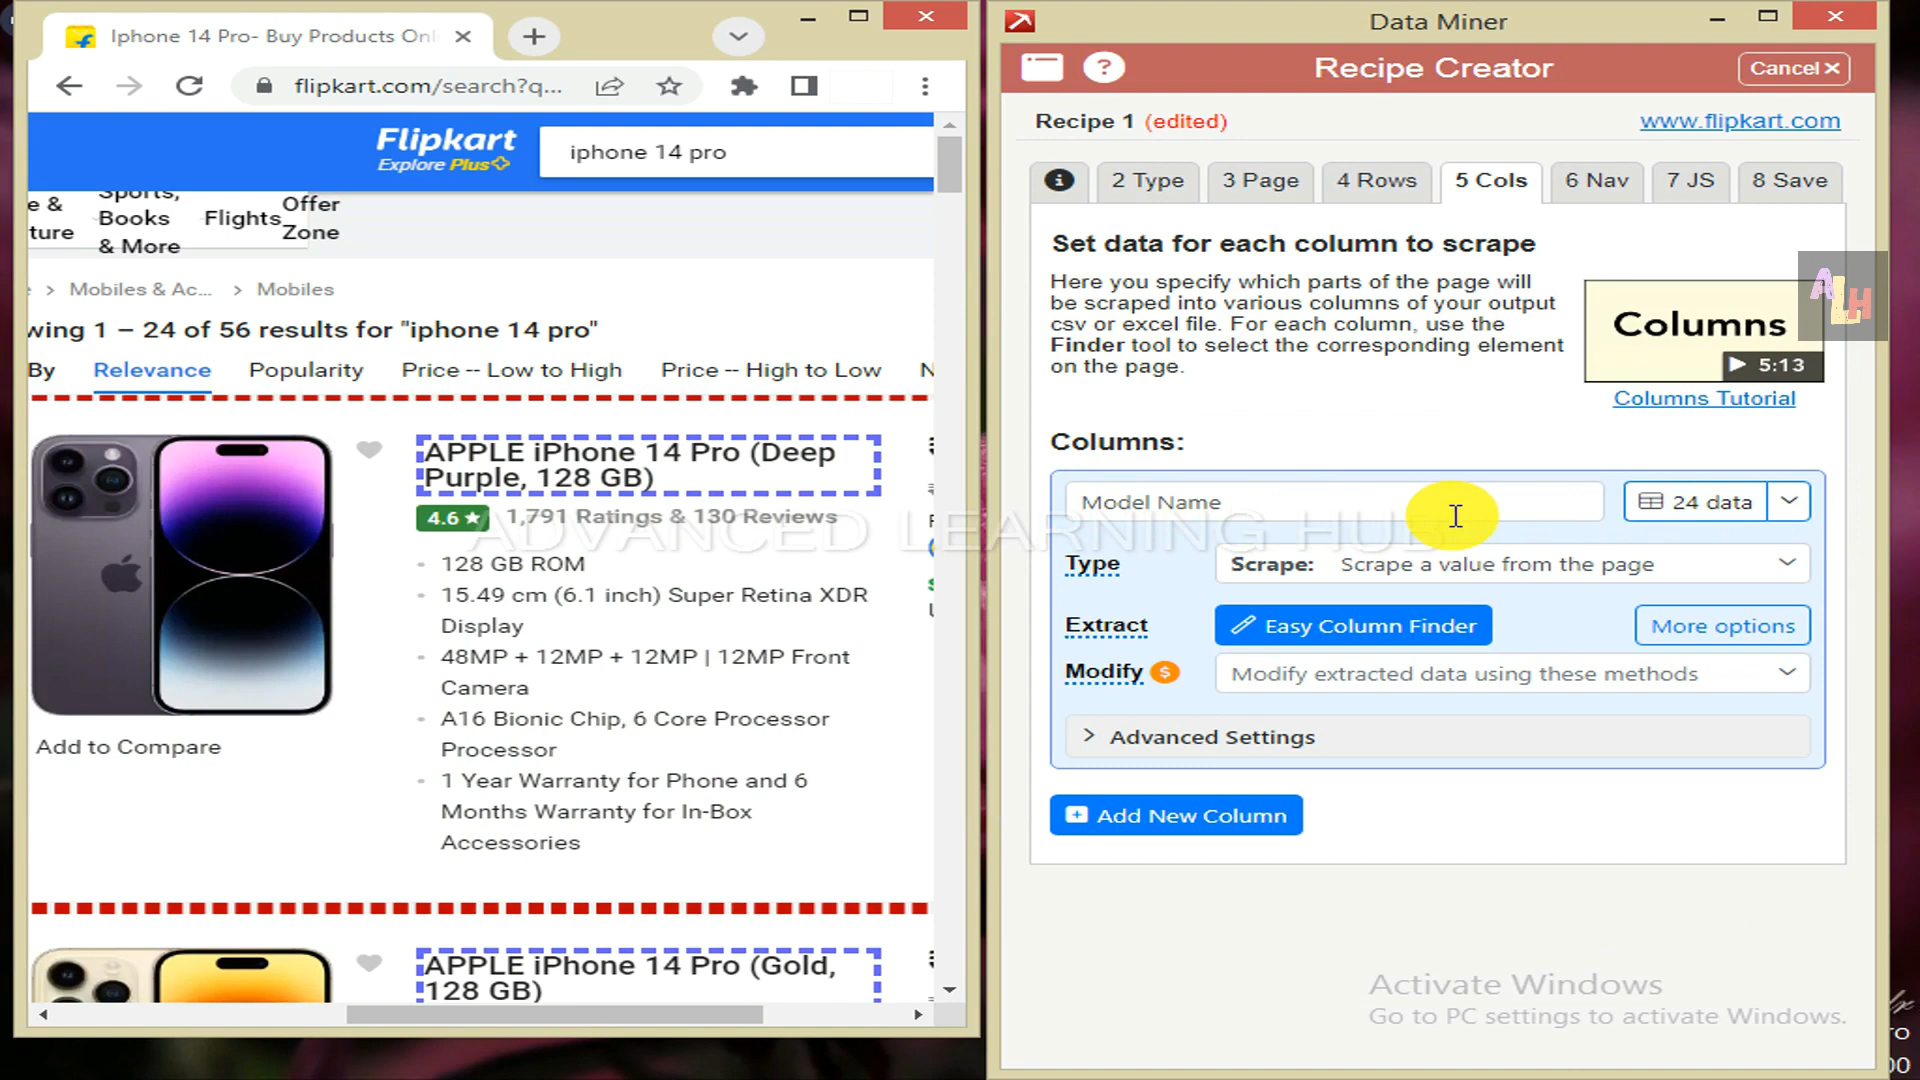 Iphone 14 Pro- Buy Products Onl
flipkart.com/search?q...
Flipkart
Explore Plus
iphone 14 pro
e &
ture
Sports,
Books
& More
Flights
Offer
Zone
> Mobiles & Ac... > Mobiles
wing 1 – 24 of 56 results for "iphone 14 pro"
By Relevance Popularity Price -- Low to High Price -- High to Low N
APPLE iPhone 14 Pro (Deep
Purple, 128 GB)
4.6★ 1,791 Ratings & 130 Reviews
128 GB ROM
15.49 cm (6.1 inch) Super Retina XDR
Display
48MP + 12MP + 12MP | 12MP Front
Camera
A16 Bionic Chip, 6 Core Processor
Processor
1 Year Warranty for Phone and 6
Months Warranty for In-Box
Accessories
Add to Compare
APPLE iPhone 14 Pro (Gold,
128 GB)
Data Miner
? Recipe Creator Cancel ✕
Recipe 1 (edited) www.flipkart.com
2 Type 3 Page 4 Rows 5 Cols 6 Nav 7 JS 8 Save
Set data for each column to scrape
Here you specify which parts of the page will
be scraped into various columns of your output
csv or excel file. For each column, use the
Finder tool to select the corresponding element
on the page.
Columns
5:13
Columns Tutorial
ALH
Columns:
Model Name 24 data
Type Scrape: Scrape a value from the page
Extract Easy Column Finder More options
Modify $ Modify extracted data using these methods
> Advanced Settings
Add New Column
ADVANCED LEARNING HUB
Activate Windows
Go to PC settings to activate Windows.